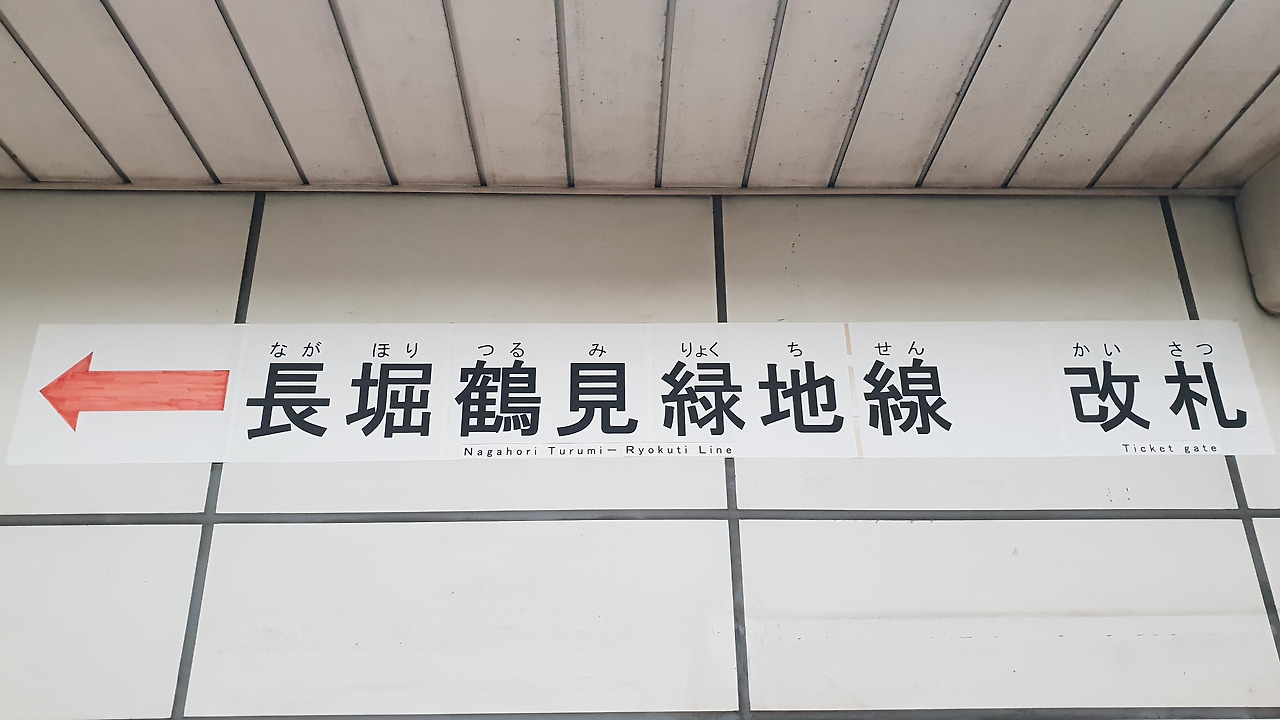 なが ほり つる み りょく ち せん かい さつ
長堀鶴見緑地線 改札
Nagahori Turumi－Ryokuti Line Ticket gate